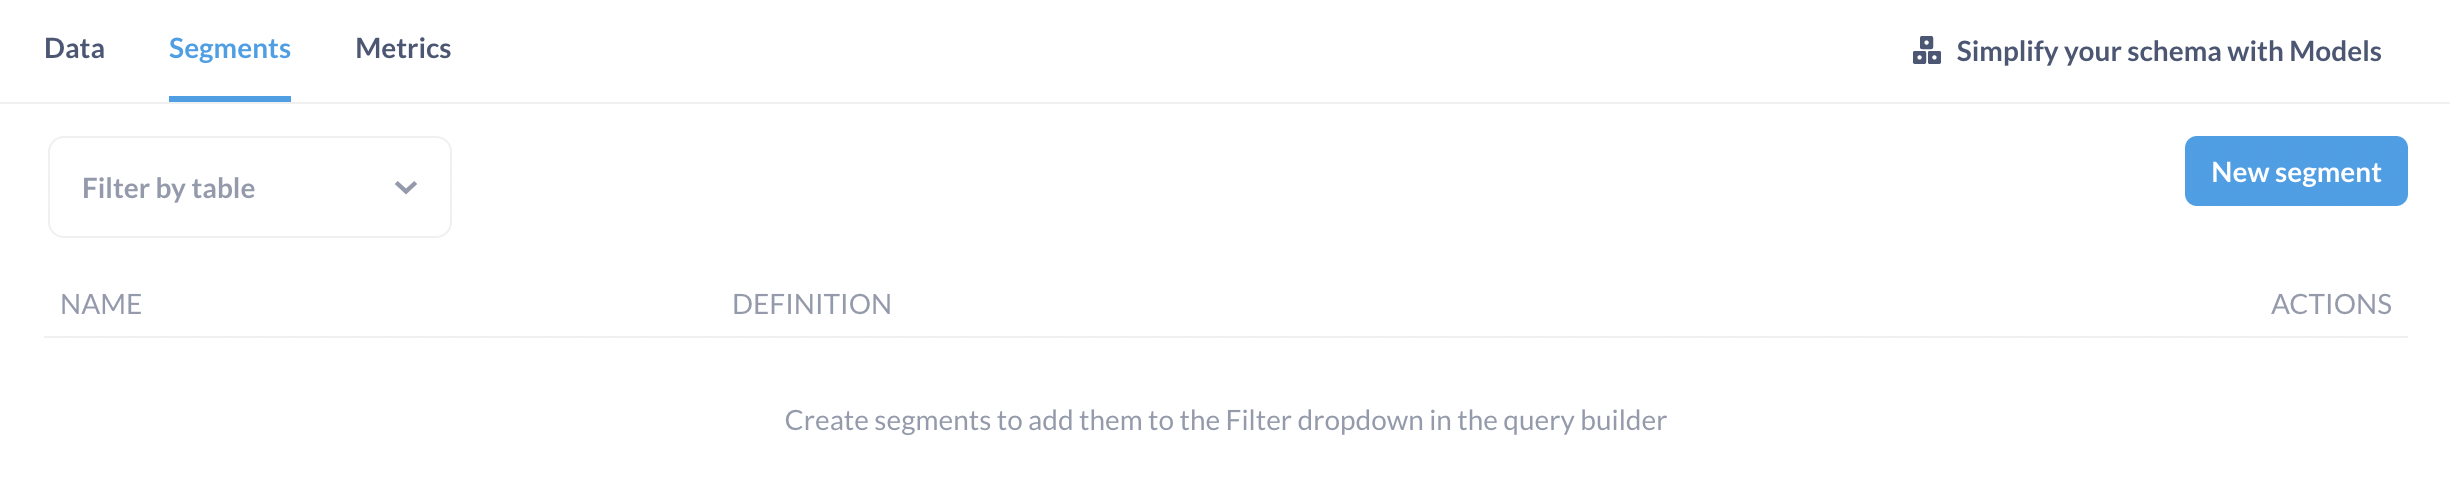 Data Segments Metrics Simplify your schema with Models
Filter by table New segment
NAME DEFINITION ACTIONS
Create segments to add them to the Filter dropdown in the query builder